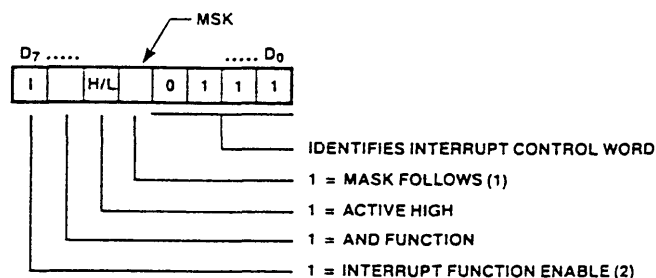 MSK
D7 ..... ..... D0
I H/L 0 1 1 1
IDENTIFIES INTERRUPT CONTROL WORD
1 = MASK FOLLOWS (1)
1 = ACTIVE HIGH
1 = AND FUNCTION
1 = INTERRUPT FUNCTION ENABLE (2)